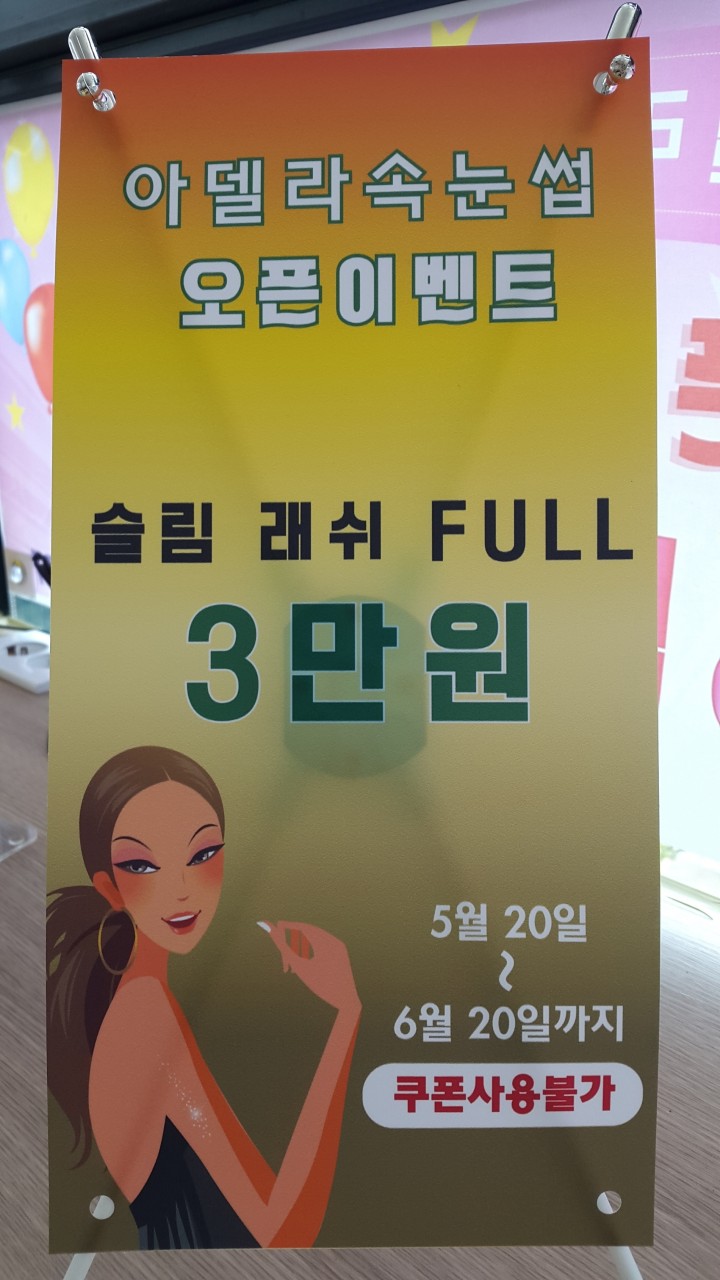 아델라속눈썹
오픈이벤트
슬림 래쉬 FULL
3만원
5월 20일
~
6월 20일까지
쿠폰사용불가